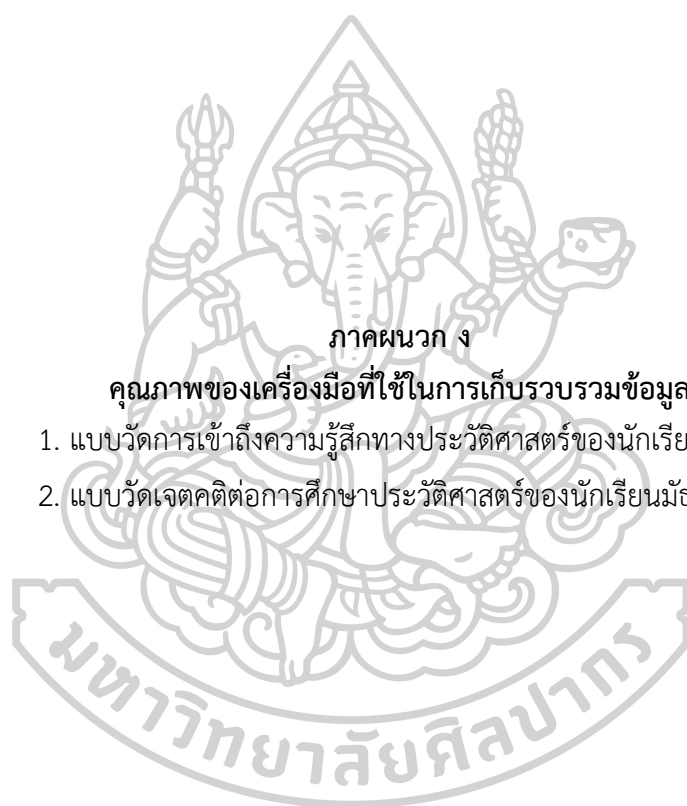 ภาคผนวก ง
คุณภาพของเครื่องมือที่ใช้ในการเก็บรวบรวมข้อมูล
1. แบบวัดการเข้าถึงความรู้สึกทางประวัติศาสตร์ของนักเรีย
2. แบบวัดเจตคติต่อการศึกษาประวัติศาสตร์ของนักเรียนมัธ
มหาวิทยาลัยศิลปากร